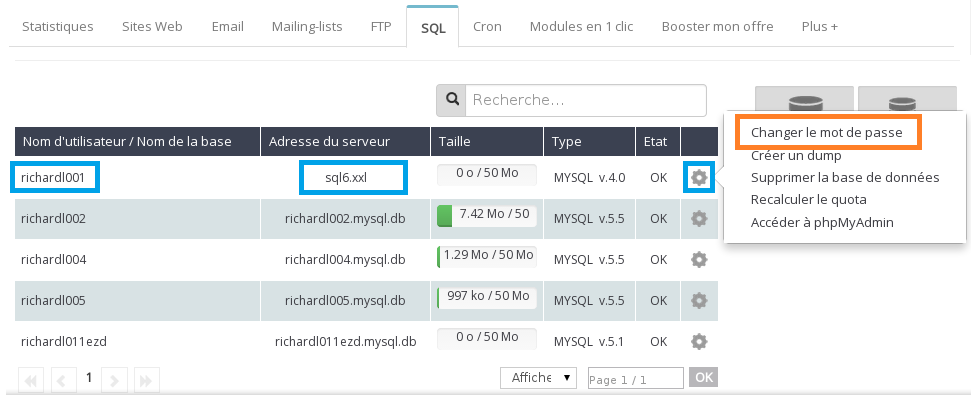 Statistiques Sites Web Email Mailing-lists FTP SQL Cron Modules en 1 clic Booster mon offre Plus +
Recherche...
Nom d'utilisateur / Nom de la base Adresse du serveur Taille Type Etat
richardl001 sql6.xxl 0 o / 50 Mo MYSQL v.4.0 OK
richardl002 richardl002.mysql.db 7.42 Mo / 50 MYSQL v.5.5 OK
richardl004 richardl004.mysql.db 1.29 Mo / 50 Mo MYSQL v.5.5 OK
richardl005 richardl005.mysql.db 997 ko / 50 Mo MYSQL v.5.5 OK
richardl011ezd richardl011ezd.mysql.db 0 o / 50 Mo MYSQL v.5.1 OK
1 Affiche Page 1 / 1 OK
Changer le mot de passe
Créer un dump
Supprimer la base de données
Recalculer le quota
Accéder à phpMyAdmin